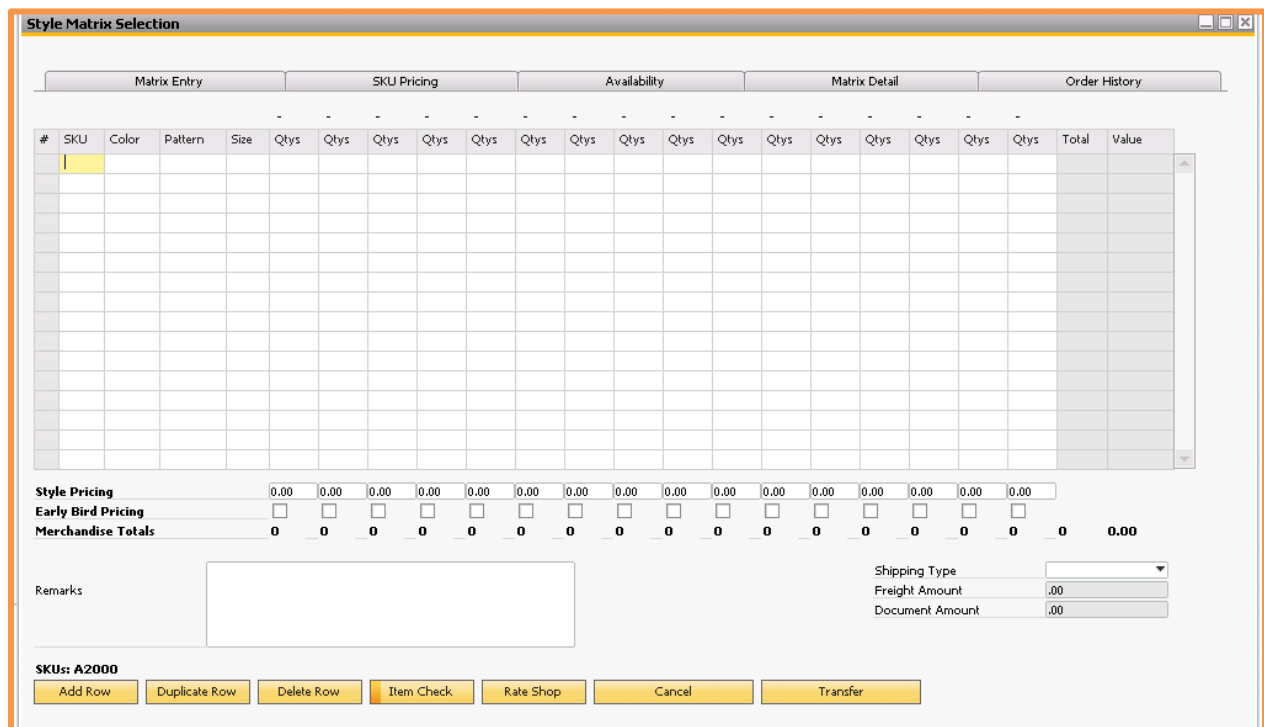 Style Matrix Selection
Matrix Entry SKU Pricing Availability Matrix Detail Order History
- - - - - - - - - - - - - - - -
# SKU Color Pattern Size Qtys Qtys Qtys Qtys Qtys Qtys Qtys Qtys Qtys Qtys Qtys Qtys Qtys Qtys Qtys Qtys Total Value
Style Pricing 0.00 0.00 0.00 0.00 0.00 0.00 0.00 0.00 0.00 0.00 0.00 0.00 0.00 0.00 0.00 0.00
Early Bird Pricing
Merchandise Totals 0 0 0 0 0 0 0 0 0 0 0 0 0 0 0 0 0 0.00
Remarks
Shipping Type
Freight Amount .00
Document Amount .00
SKUs: A2000
Add Row Duplicate Row Delete Row Item Check Rate Shop Cancel Transfer